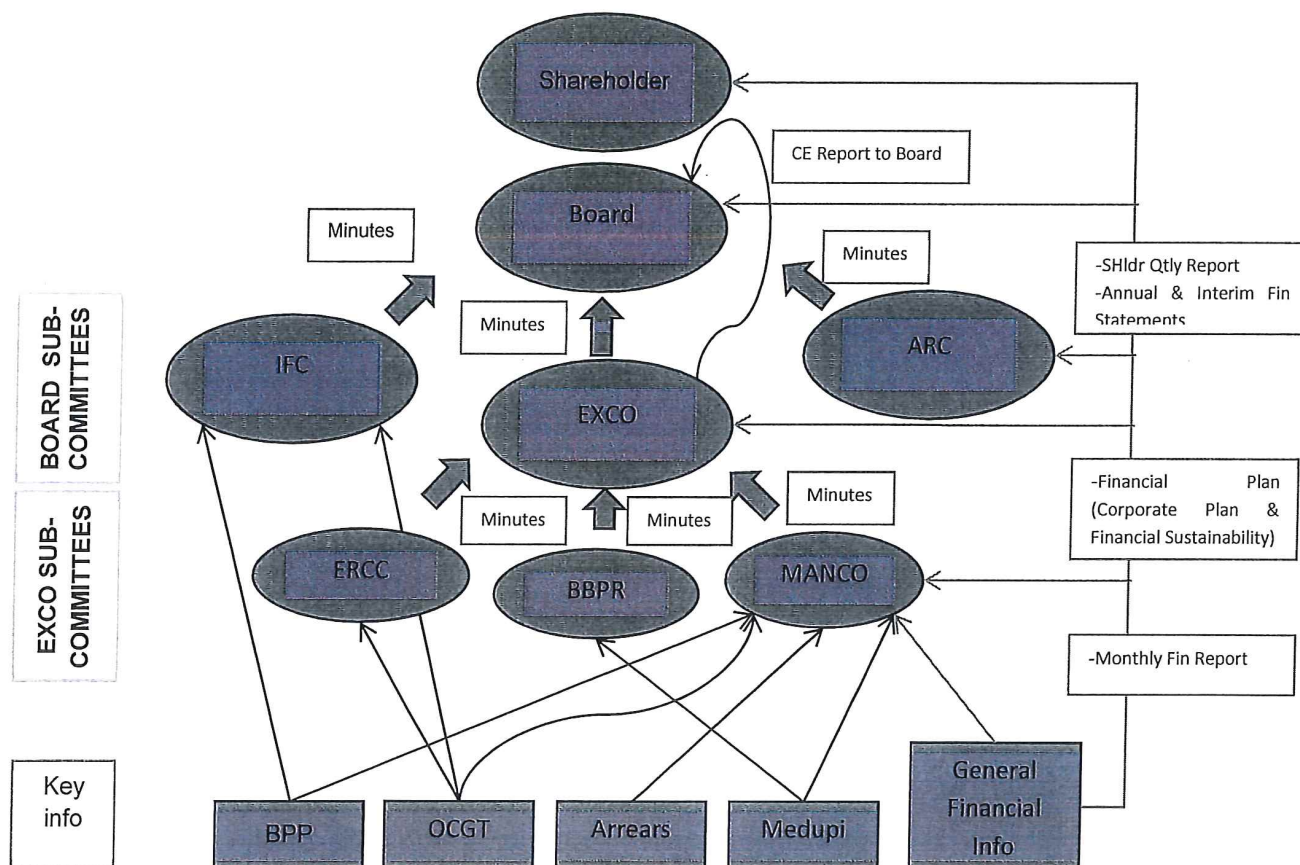 Shareholder
CE Report to Board
Board
Minutes
Minutes
-SHldr Qtly Report
-Annual & Interim Fin
Statements
Minutes
BOARD SUB-
COMMITTEES
IFC
ARC
EXCO
-Financial Plan
(Corporate Plan &
Financial Sustainability)
Minutes
Minutes
Minutes
EXCO SUB-
COMMITTEES
ERCC
BBPR
MANCO
-Monthly Fin Report
Key
info
BPP
OCGT
Arrears
Medupi
General
Financial
Info